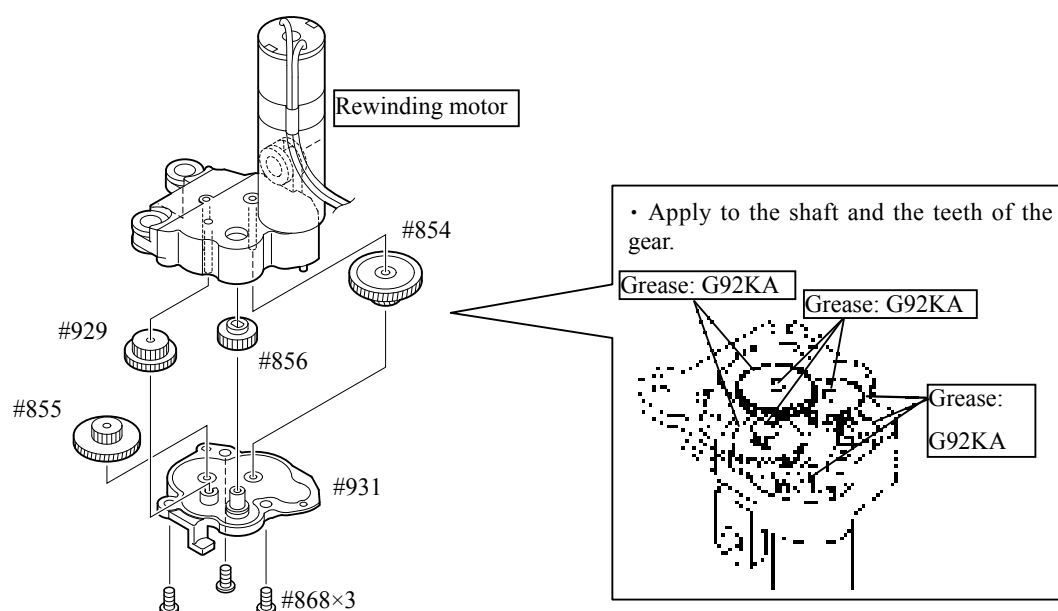 Rewinding motor
#854
・Apply to the shaft and the teeth of the
gear.
Grease: G92KA
Grease: G92KA
#929
#856
Grease:
G92KA
#855
#931
#868×3